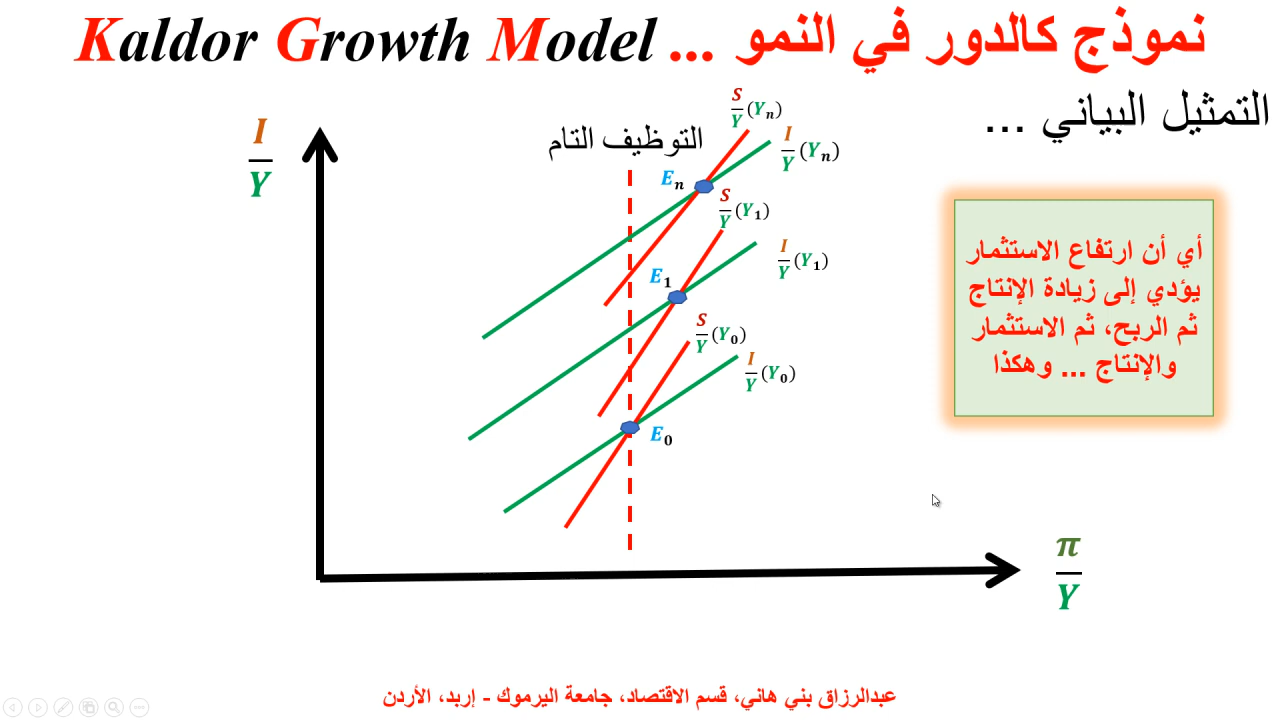 Kaldor Growth Model ... نموذج كالدور في النمو
التمثيل البياني ...
I/Y
التوظيف التام
S/Y (Yn)
I/Y (Yn)
En
S/Y (Y1)
I/Y (Y1)
E1
S/Y (Y0)
I/Y (Y0)
E0
أي أن ارتفاع الاستثمار
يؤدي إلى زيادة الإنتاج
ثم الربح، ثم الاستثمار
والإنتاج ... وهكذا
π/Y
عبدالرزاق بني هاني، قسم الاقتصاد، جامعة اليرموك - إربد، الأردن